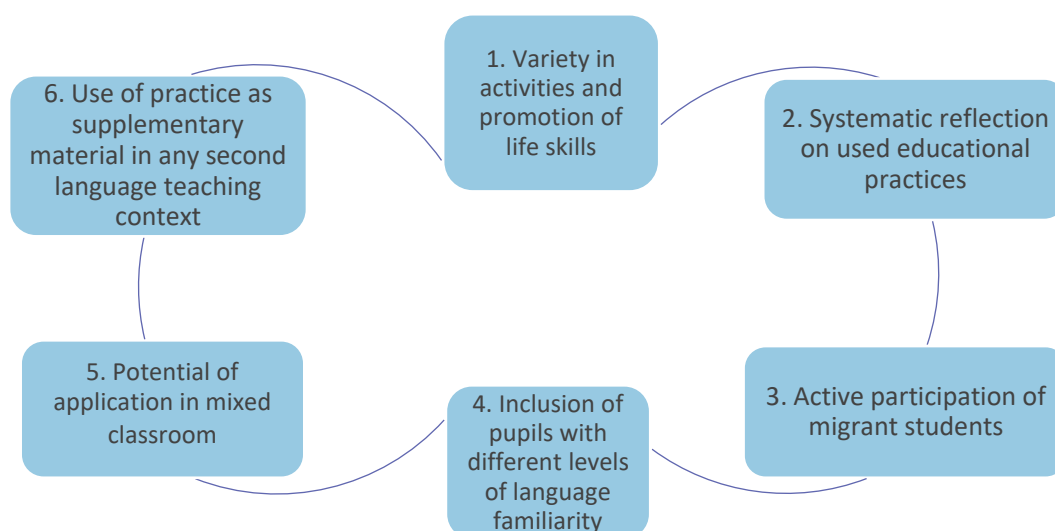 1. Variety in
activities and
promotion of
life skills
2. Systematic reflection
on used educational
practices
3. Active participation of
migrant students
4. Inclusion of
pupils with
different levels
of language
familiarity
5. Potential of
application in mixed
classroom
6. Use of practice as
supplementary
material in any second
language teaching
context